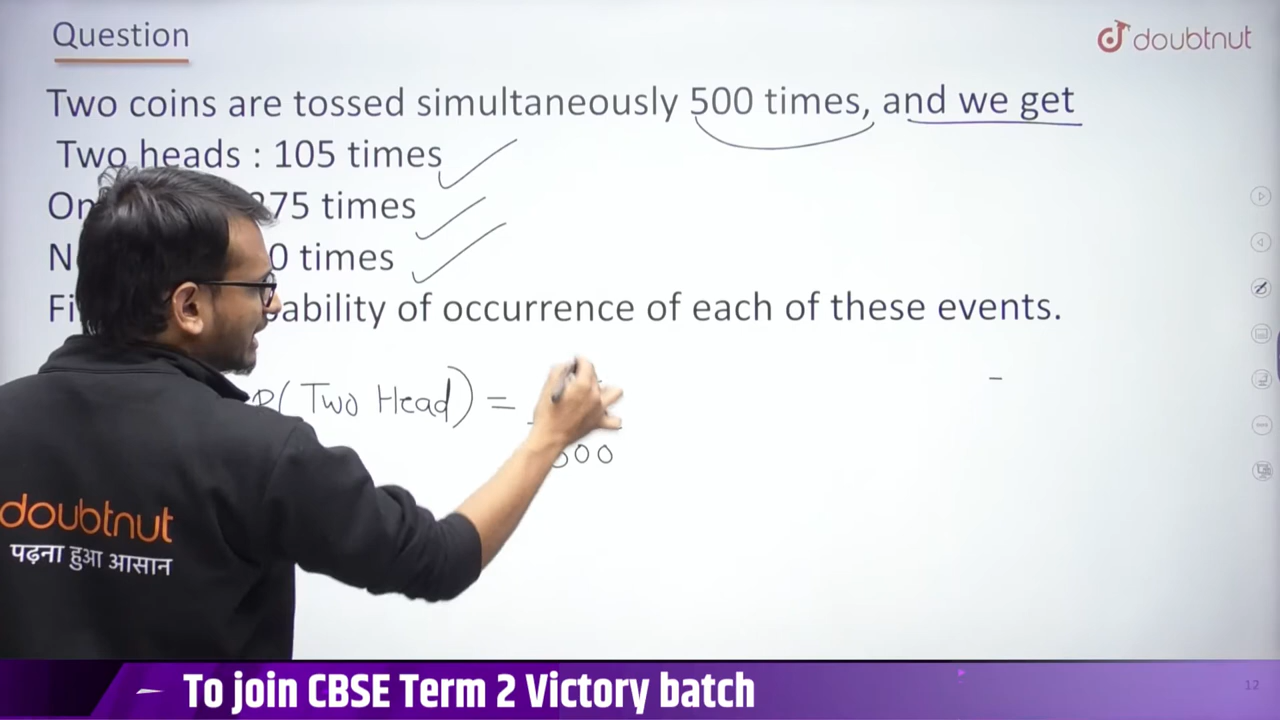 Question
doubtnut
Two coins are tossed simultaneously 500 times, and we get
Two heads : 105 times
75 times
0 times
of occurrence of each of these events.
P( Two Head) =
500
doubtnut
पढ़ना हुआ आसान
To join CBSE Term 2 Victory batch
12